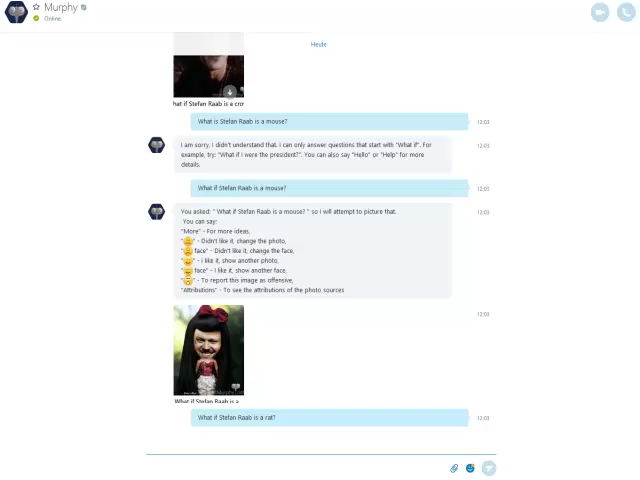 Murphy
Online
Heute
hat if Stefan Raab is a crow
What is Stefan Raab is a mouse?
12:03
I am sorry, I didn't understand that. I can only answer questions that start with "What if". For
12:03
example, try: "What if I were the president?". You can also say "Hello" or "Help" for more
details.
What if Stefan Raab is a mouse?
12:03
You asked: " What if Stefan Raab is a mouse? " so i will attempt to picture that.
12:03
You can say:
"More" - For more ideas,
" " - Didn't like it, change the photo,
" face" - Didn't like it, change the face,
" " - i like it, show another photo,
" face" - I like it, show another face,
" " - To report this image as offensive,
"Attributions" - To see the attributions of the photo sources
12:03
What if Stefan Raab is a
What if Stefan Raab is a rat?
12:03